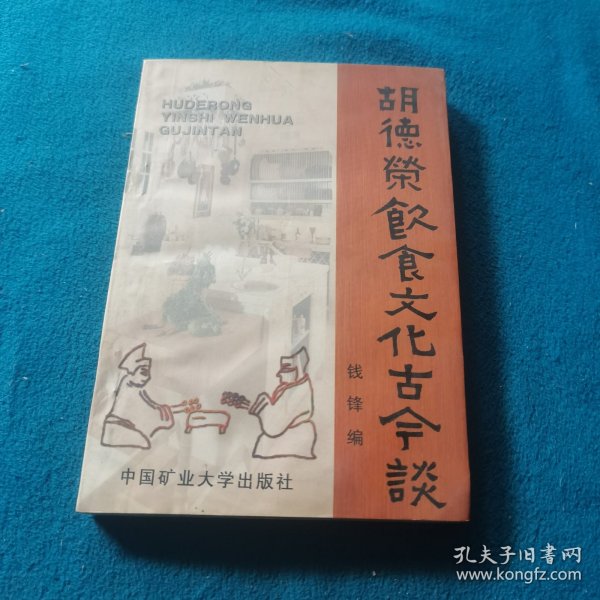 HUDERONG
YINSHI WENHUA
GUJINTAN
胡德榮飲食文化古今談
钱锋编
中国矿业大学出版社
孔夫子旧书网
www.kongfz.com